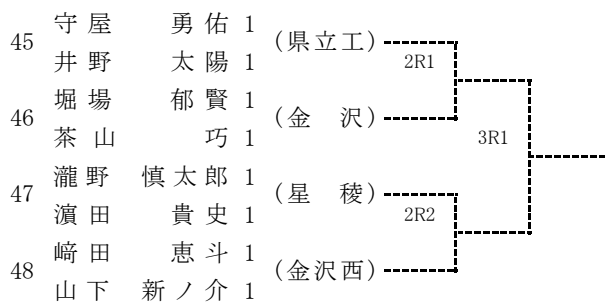 45 守屋 勇佑 1 (県立工)
井野 太陽 1
2R1
46 堀場 郁賢 1 (金 沢)
茶山 巧 1
3R1
47 瀧野 慎太郎 1 (星 稜)
濵田 貴史 1
2R2
48 﨑田 恵斗 1 (金沢西)
山下 新ノ介 1